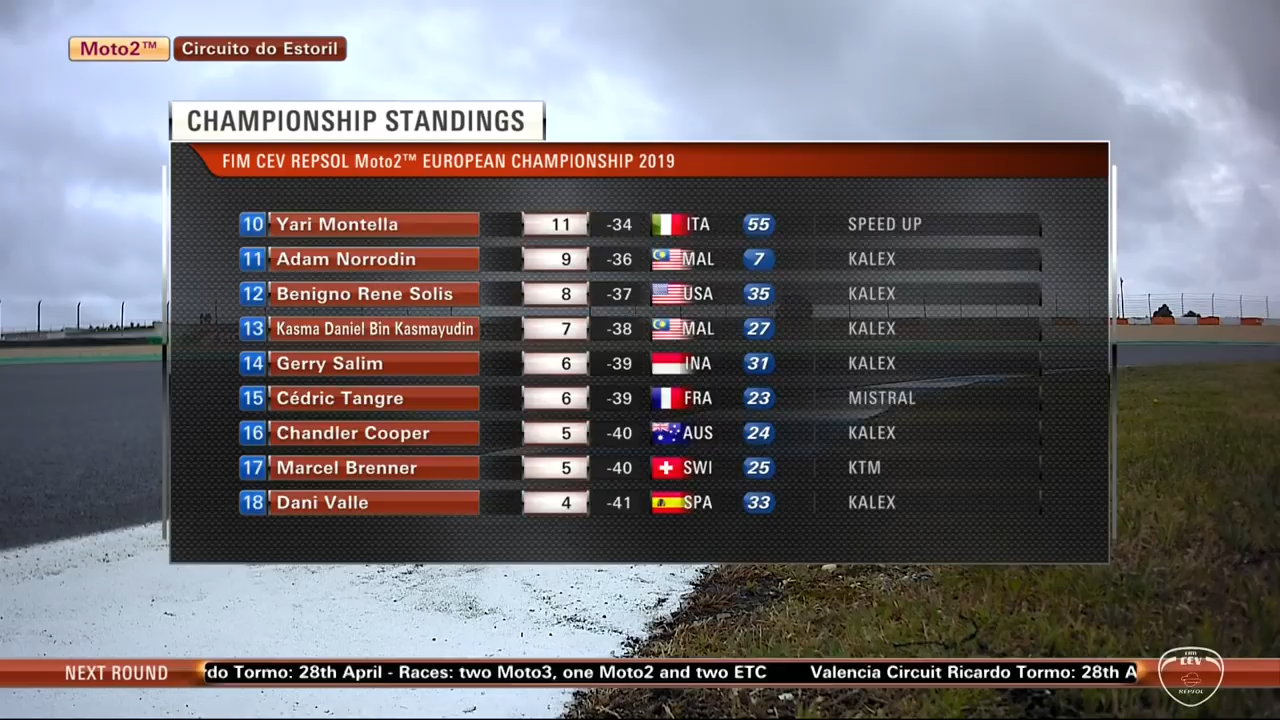 Moto2™ Circuito do Estoril
CHAMPIONSHIP STANDINGS
FIM CEV REPSOL Moto2™ EUROPEAN CHAMPIONSHIP 2019
10 Yari Montella 11 -34 ITA 55 SPEED UP
11 Adam Norrodin 9 -36 MAL 7 KALEX
12 Benigno Rene Solis 8 -37 USA 35 KALEX
13 Kasma Daniel Bin Kasmayudin 7 -38 MAL 27 KALEX
14 Gerry Salim 6 -39 INA 31 KALEX
15 Cédric Tangre 6 -39 FRA 23 MISTRAL
16 Chandler Cooper 5 -40 AUS 24 KALEX
17 Marcel Brenner 5 -40 SWI 25 KTM
18 Dani Valle 4 -41 SPA 33 KALEX
NEXT ROUND do Tormo: 28th April - Races: two Moto3, one Moto2 and two ETC Valencia Circuit Ricardo Tormo: 28th A
FIM
CEV
REPSOL